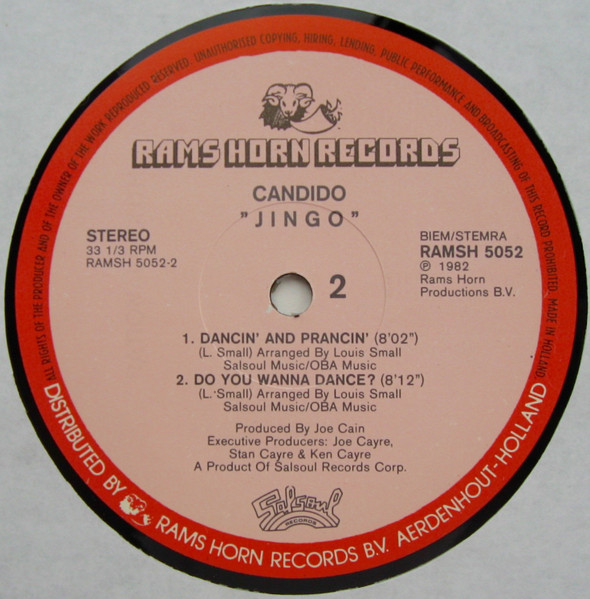 ALL RIGHTS OF THE PRODUCER AND OF THE OWNER OF THE WORK REPRODUCED RESERVED. UNAUTHORISED COPYING, HIRING, LENDING, PUBLIC PERFORMANCE AND BROADCASTING OF THIS RECORD PROHIBITED. MADE IN HOLLAND
RAMS HORN RECORDS
CANDIDO
"JINGO"
STEREO
33 1/3 RPM
RAMSH 5052-2
BIEM/STEMRA
RAMSH 5052
℗ 1982
Rams Horn
Productions B.V.
2
1. DANCIN' AND PRANCIN' (8'02")
(L. Small) Arranged By Louis Small
Salsoul Music/OBA Music
2. DO YOU WANNA DANCE? (8'12")
(L. Small) Arranged By Louis Small
Salsoul Music/OBA Music
Produced By Joe Cain
Executive Producers: Joe Cayre,
Stan Cayre & Ken Cayre
A Product Of Salsoul Records Corp.
Salsoul
RECORDS
DISTRIBUTED BY RAMS HORN RECORDS B.V. AERDENHOUT-HOLLAND